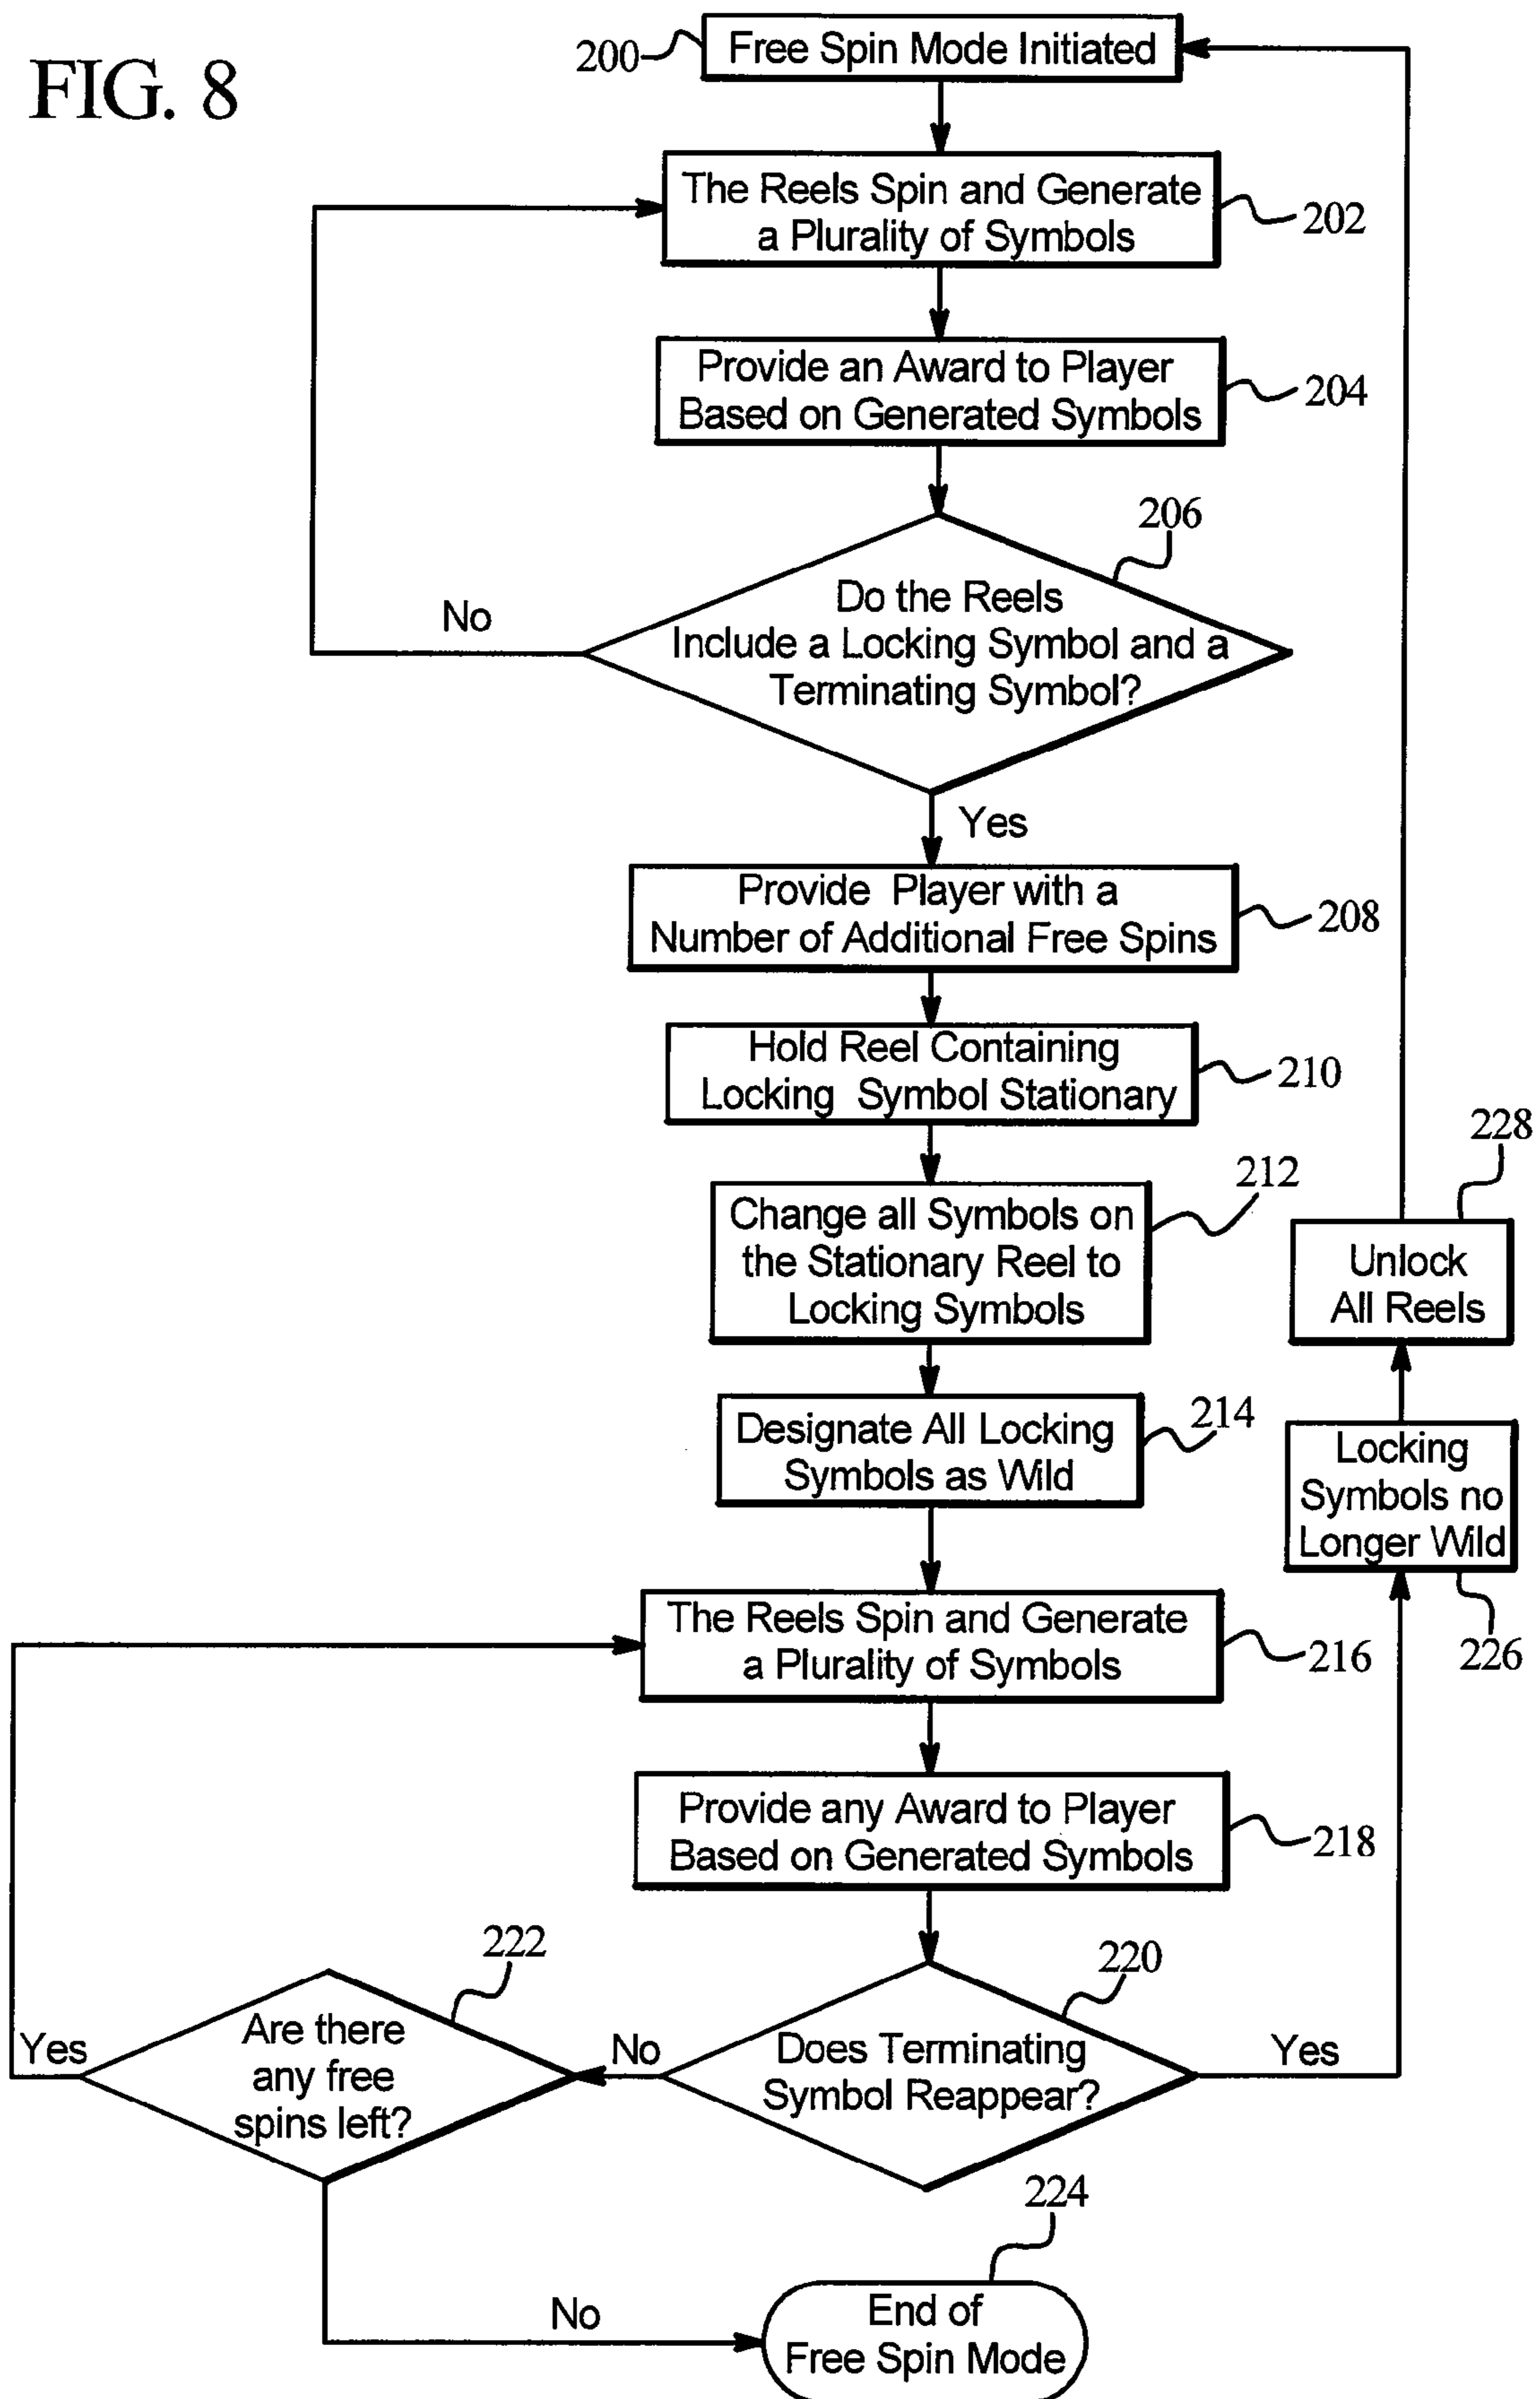 FIG. 8
200
Free Spin Mode Initiated
The Reels Spin and Generate
a Plurality of Symbols
202
Provide an Award to Player
Based on Generated Symbols
204
206
Do the Reels
Include a Locking Symbol and a
Terminating Symbol?
No
Yes
Provide Player with a
Number of Additional Free Spins
208
Hold Reel Containing
Locking Symbol Stationary
210
212
Change all Symbols on
the Stationary Reel to
Locking Symbols
228
Unlock
All Reels
214
Designate All Locking
Symbols as Wild
Locking
Symbols no
Longer Wild
226
The Reels Spin and Generate
a Plurality of Symbols
216
Provide any Award to Player
Based on Generated Symbols
218
220
Does Terminating
Symbol Reappear?
Yes
No
222
Are there
any free
spins left?
Yes
No
224
End of
Free Spin Mode